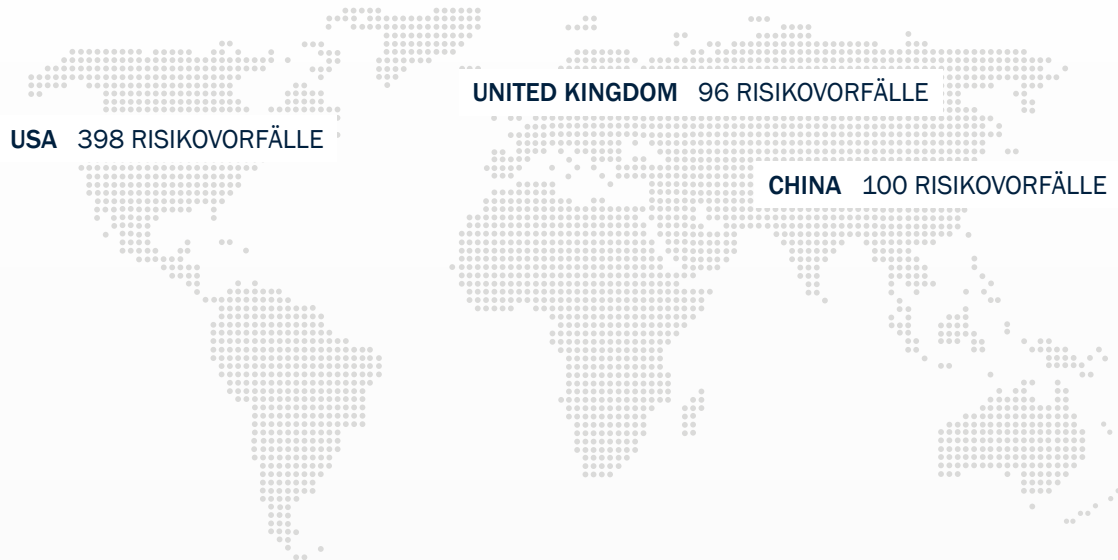 UNITED KINGDOM 96 RISIKOVORFÄLLE
USA 398 RISIKOVORFÄLLE
CHINA 100 RISIKOVORFÄLLE